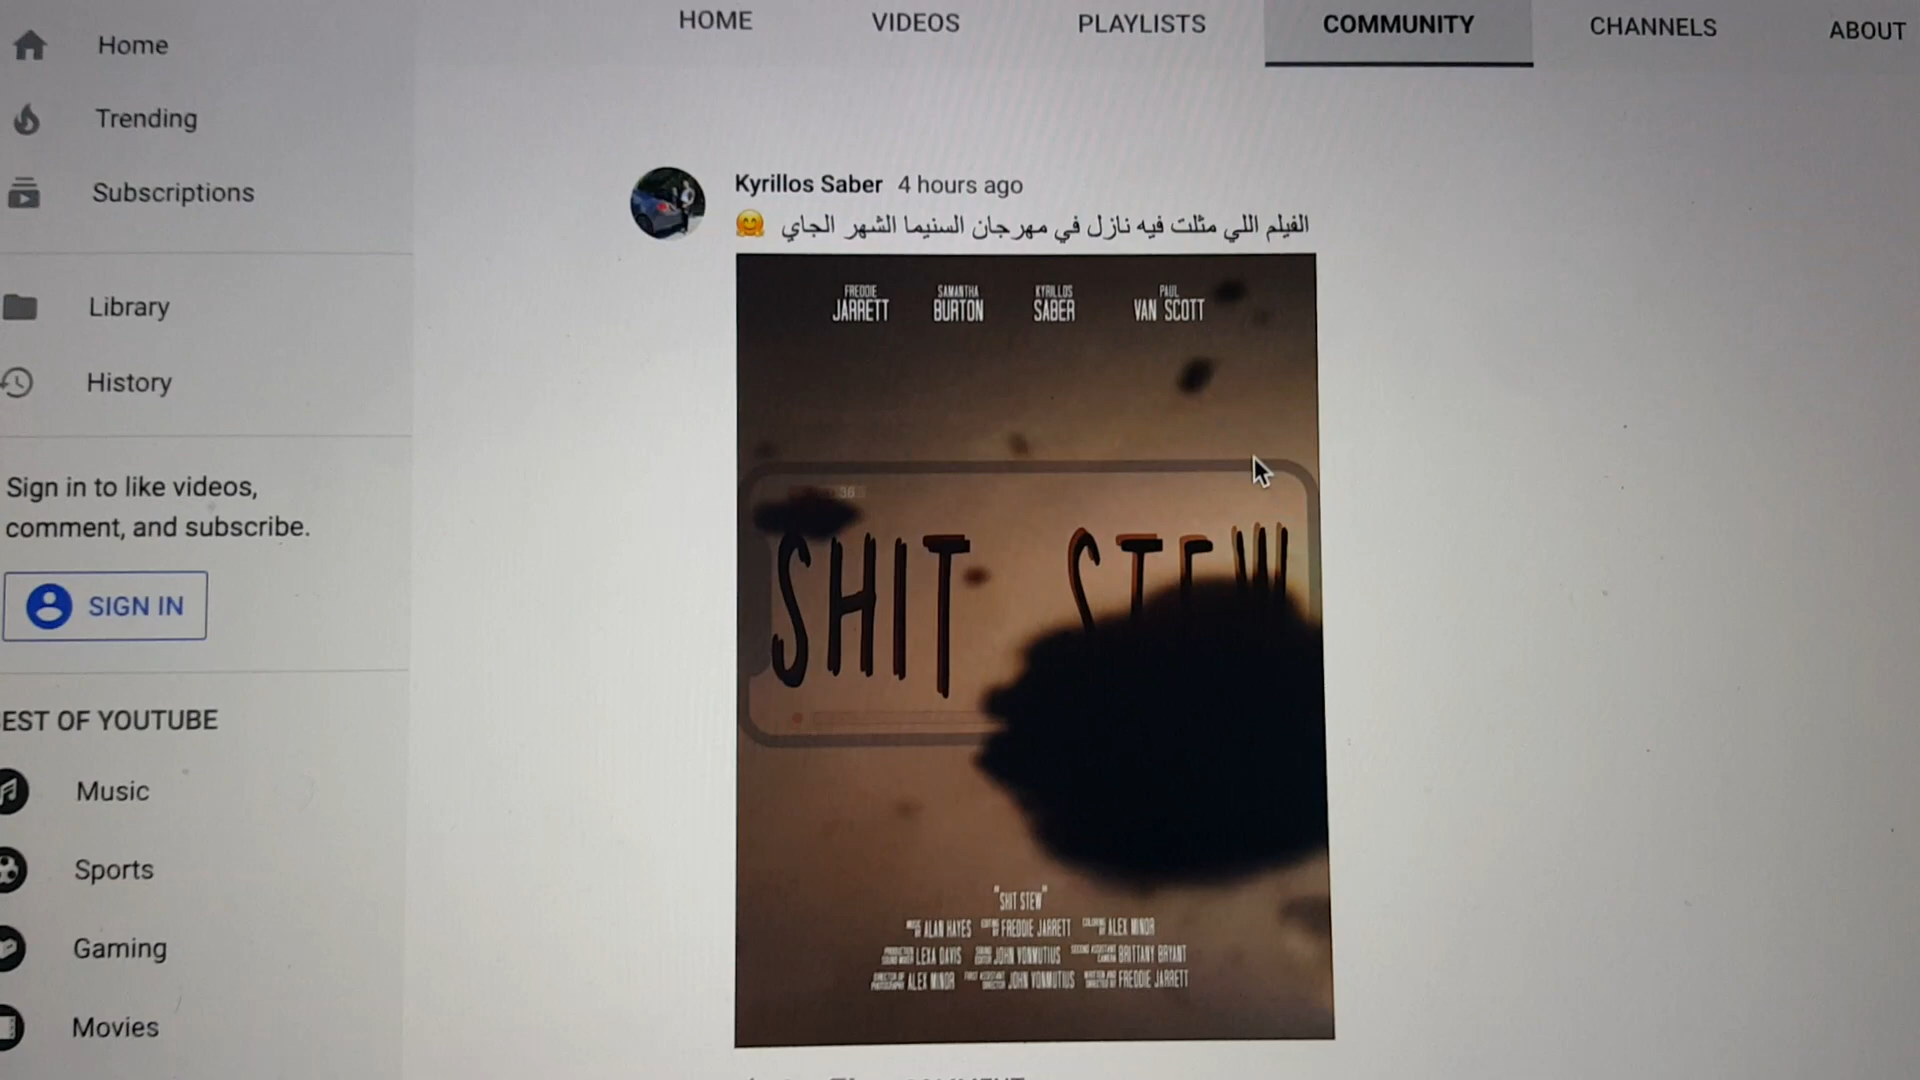 HOME VIDEOS PLAYLISTS COMMUNITY CHANNELS ABOUT
Home
Trending
Subscriptions
Library
History
Sign in to like videos,
comment, and subscribe.
SIGN IN
EST OF YOUTUBE
Music
Sports
Gaming
Movies
Kyrillos Saber 4 hours ago
الفيلم اللي مثلت فيه نازل في مهرجان السنيما الشهر الجاي 🤗
FREDDIE JARRETT
SAMANTHA BURTON
KYRILLOS SABER
PAUL VAN SCOTT
36
SHIT STEW
"SHIT STEW"
ALAN HAYES FREDDIE JARRETT ALEX MINOR
LEXA DAVIS JOHN VONMUTIUS BRITTANY BRYANT
ALEX MINOR JOHN VONMUTIUS FREDDIE JARRETT